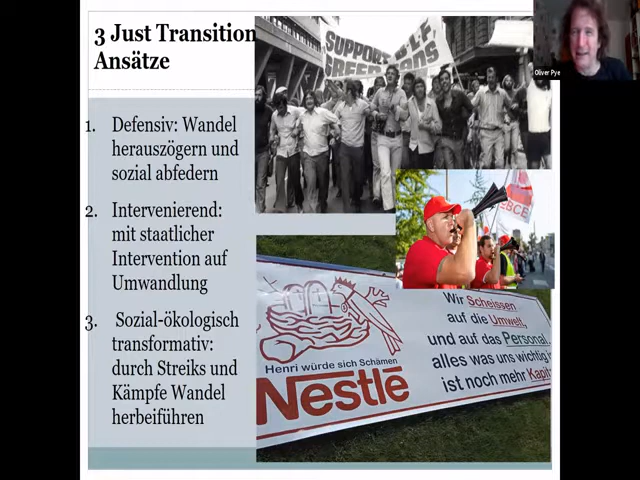 3 Just Transition
Ansätze
1. Defensiv: Wandel
herauszögern und
sozial abfedern
2. Intervenierend:
mit staatlicher
Intervention auf
Umwandlung
3. Sozial-ökologisch
transformativ:
durch Streiks und
Kämpfe Wandel
herbeiführen
SUPPORT B.L.F.
GREEN BANS
BCE
Henri würde sich Schämen
Nestlē
Wir Scheissen
auf die Umwelt,
und auf das Personal,
alles was uns wichtig
ist noch mehr Kapit
Oliver Pye